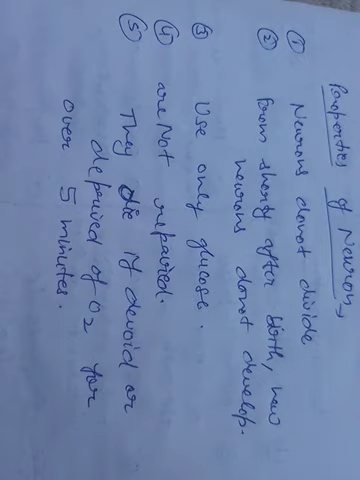 Properties of Neurons
① Neurons donot divide
② From shorty after birth, new
neurons donot develop.
③ Use only glucose.
④ are Not repaired.
⑤ They die if devoid or
deprived of O2 for
over 5 minutes.